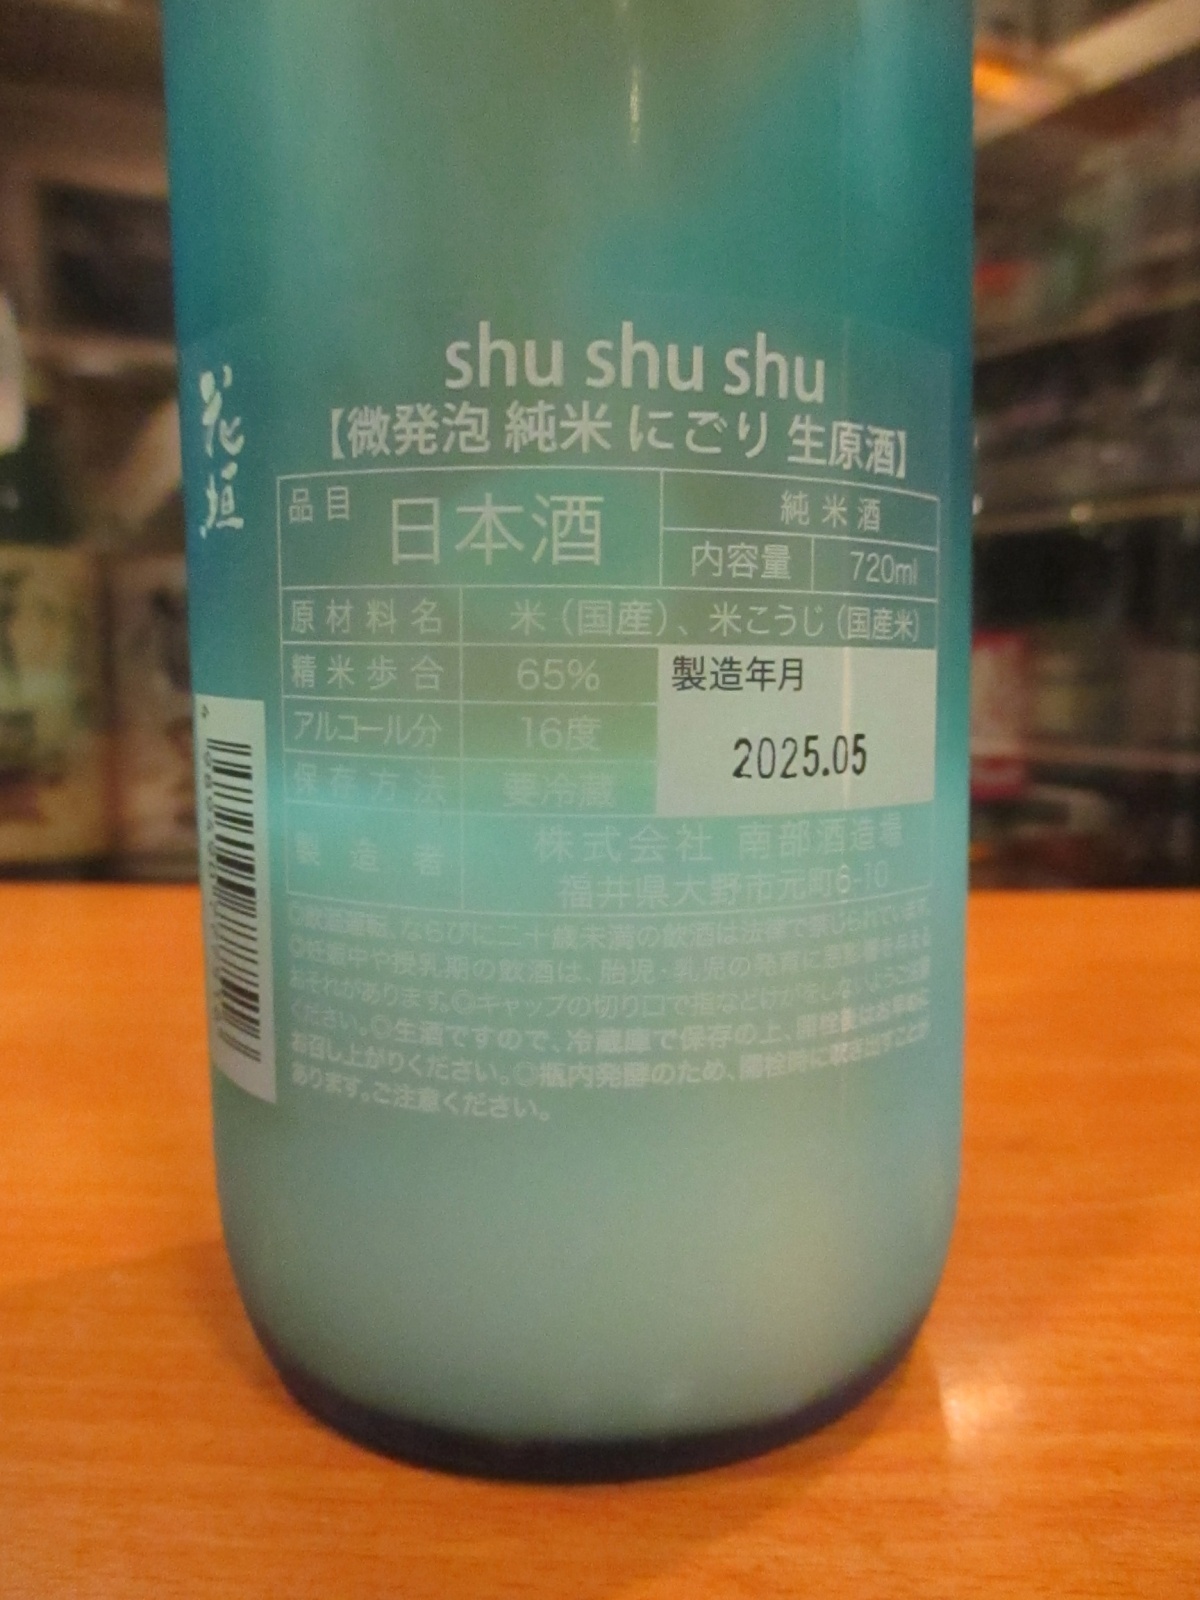 shu shu shu
【微発泡 純米 にごり 生原酒】
花垣
品目 日本酒
純米酒
内容量 720ml
原材料名 米（国産）、米こうじ（国産米）
精米歩合 65%
製造年月
2025.05
アルコール分 16度
保存方法 要冷蔵
製造者 株式会社 南部酒造場
福井県大野市元町6-10
◎飲酒運転、ならびに二十歳未満の飲酒は法律で禁じられています。
◎妊娠中や授乳期の飲酒は、胎児・乳児の発育に悪影響を与える
おそれがあります。◎キャップの切り口で指などけがをしないようご注意
ください。◎生酒ですので、冷蔵庫で保存の上、開栓後はお早めに
お召し上がりください。◎瓶内発酵のため、開栓時に吹き出すことが
あります。ご注意ください。